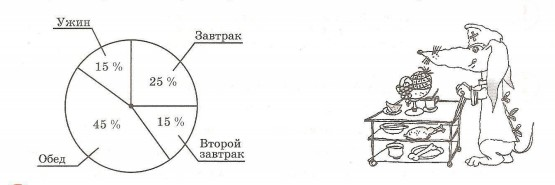 Ужин
Завтрак
15 %
25 %
45 %
15 %
Второй
завтрак
Обед